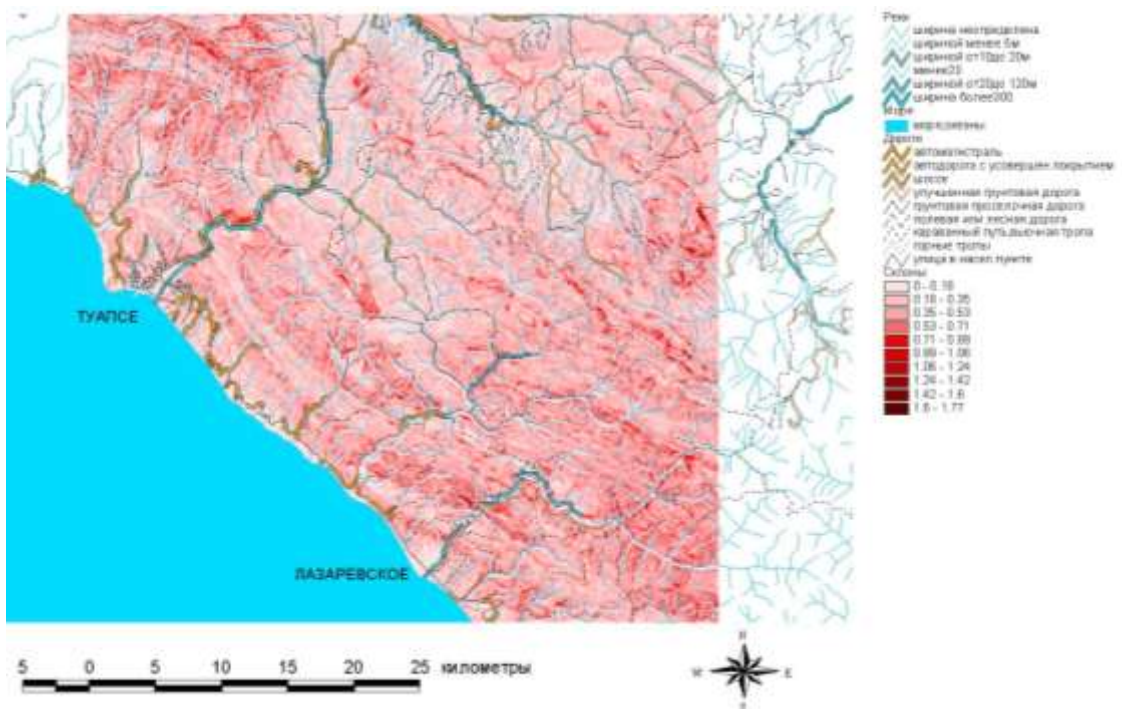 ТУАПСЕ
ЛАЗАРЕВСКОЕ
5 0 5 10 15 20 25 километры
N
W E
S
Реки
ширина неопределена
шириной менее 5м
шириной от10до 20м
менее20
шириной от20до 120м
ширина более300
Моря
моря,океаны
Дороги
автомагистраль
автодорога с усовершен.покрытием
шоссе
улучшанная грунтовая дорога
грунтовая проселочная дорога
полевая или лесная дорога
караванный путь,вьючная тропа
горные тропы
улица в насел.пункте
Склоны
0 - 0.18
0.18 - 0.35
0.35 - 0.53
0.53 - 0.71
0.71 - 0.89
0.89 - 1.06
1.06 - 1.24
1.24 - 1.42
1.42 - 1.6
1.6 - 1.77